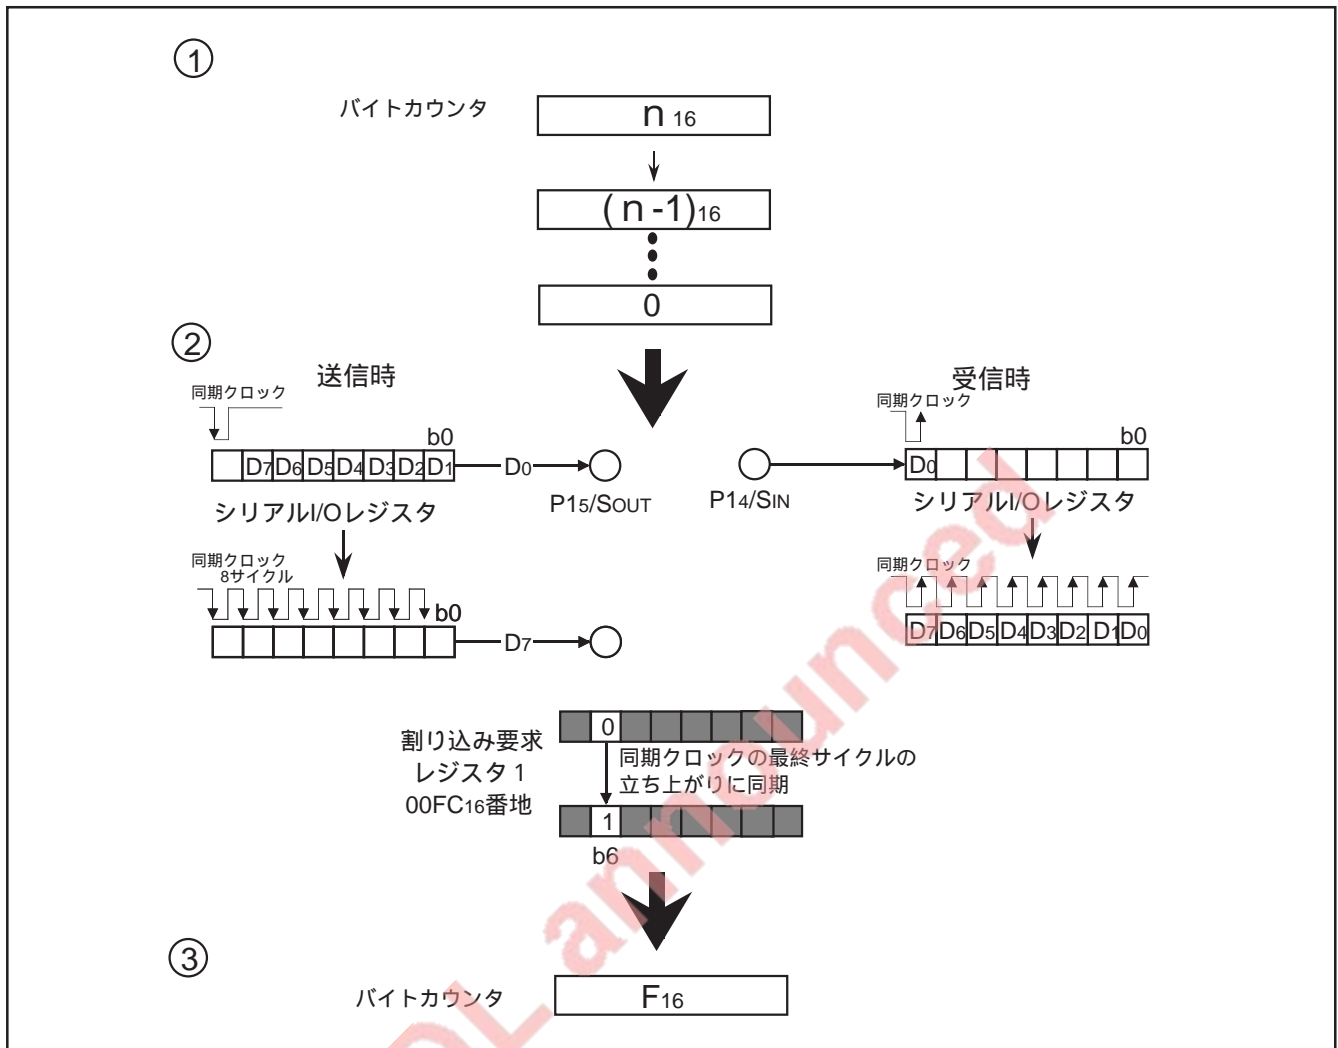 ①
バイトカウンタ
n 16
( n -1)16
0
②
送信時
同期クロック
b0
D7 D6 D5 D4 D3 D2 D1
D0
P15/SOUT
シリアルI/Oレジスタ
同期クロック
8サイクル
b0
D7
受信時
同期クロック
b0
D0
P14/SIN
シリアルI/Oレジスタ
同期クロック
D7 D6 D5 D4 D3 D2 D1 D0
割り込み要求
レジスタ1
00FC16番地
0
同期クロックの最終サイクルの
立ち上がりに同期
1
b6
③
バイトカウンタ
F16
OL announced